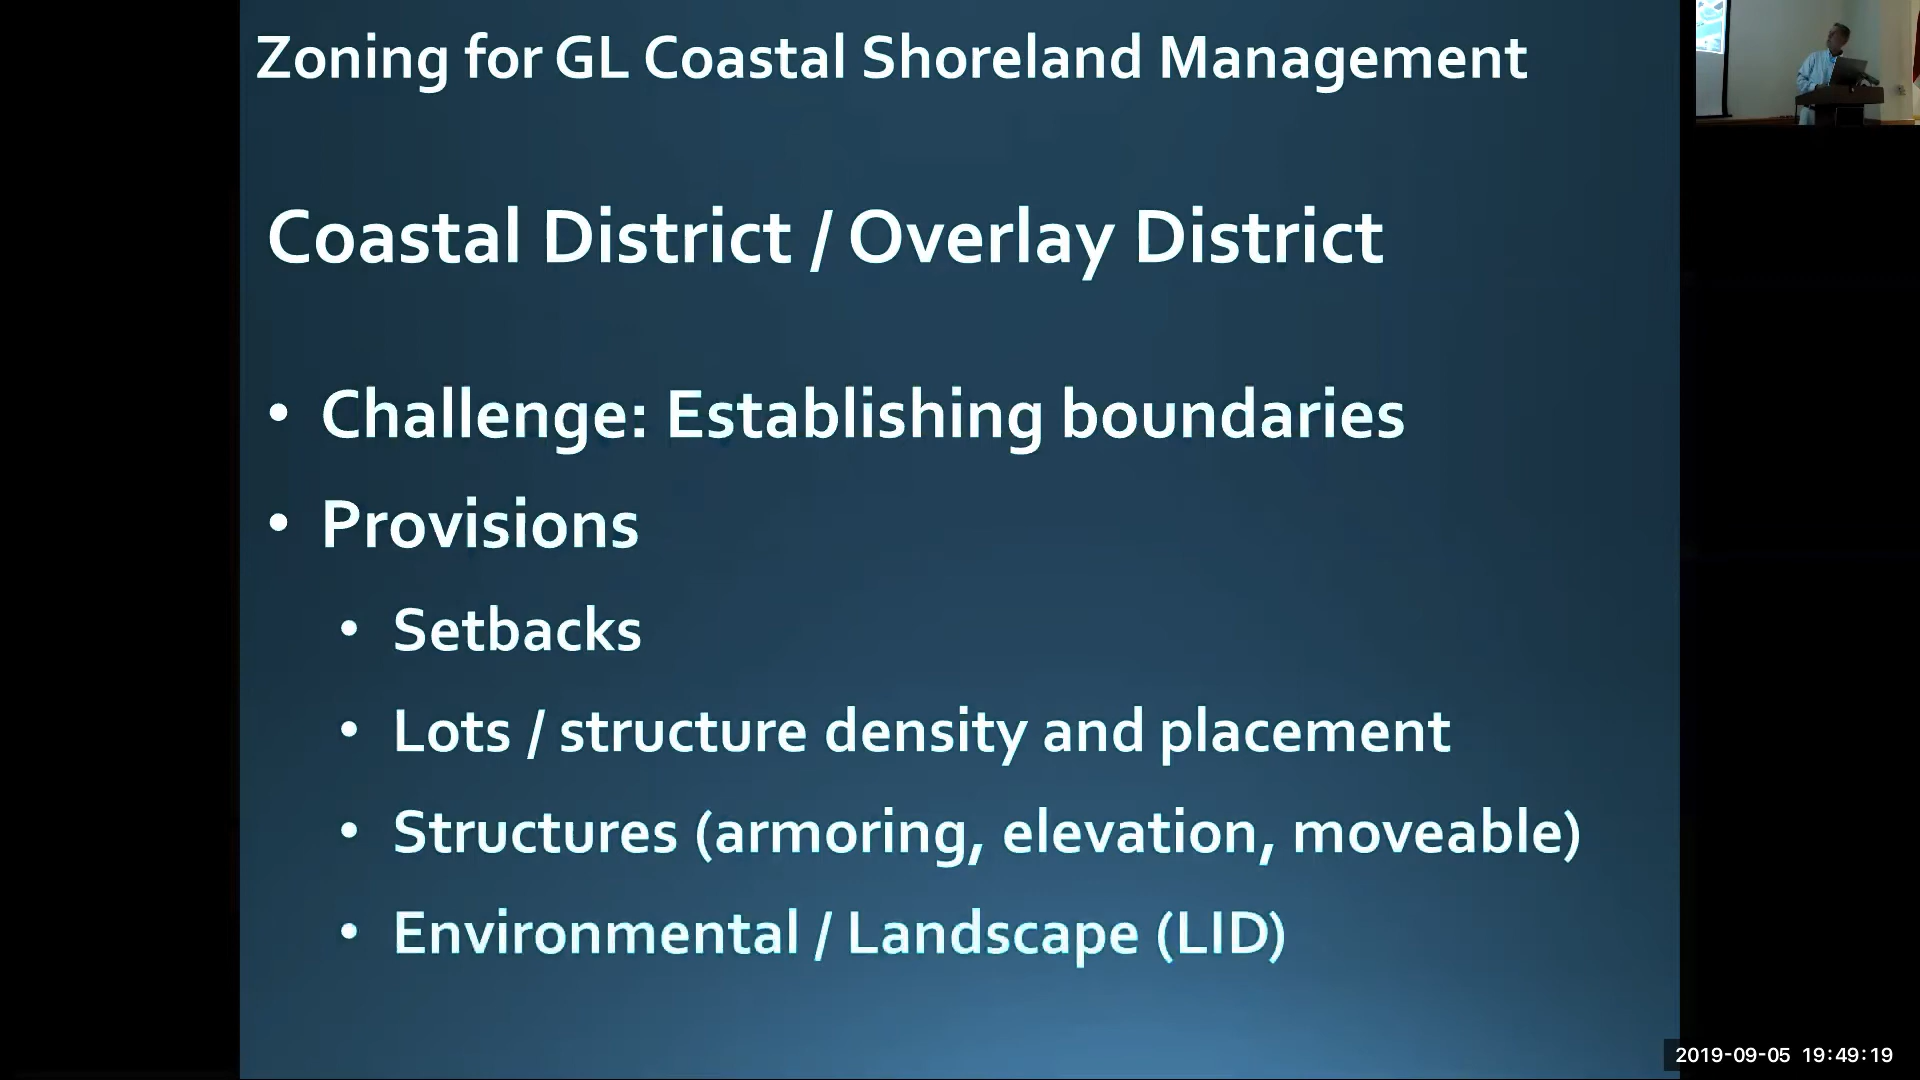 Zoning for GL Coastal Shoreland Management
Coastal District / Overlay District
• Challenge: Establishing boundaries
• Provisions
• Setbacks
• Lots / structure density and placement
• Structures (armoring, elevation, moveable)
• Environmental / Landscape (LID)
2019-09-05 19:49:19